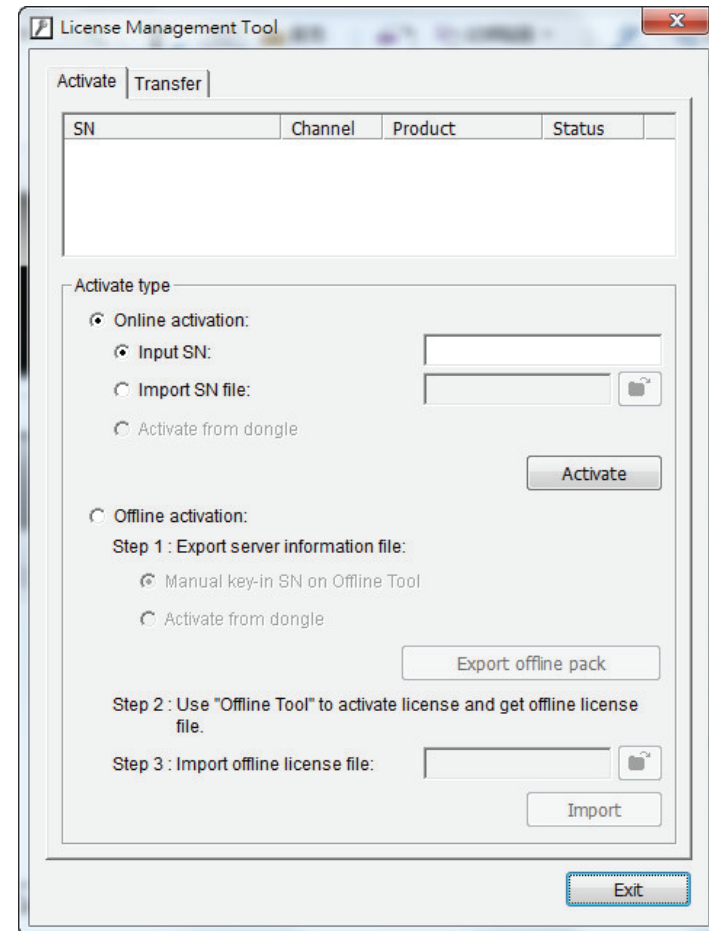 License Management Tool
Activate Transfer
SN Channel Product Status
Activate type
Online activation:
Input SN:
Import SN file:
Activate from dongle
Activate
Offline activation:
Step 1 : Export server information file:
Manual key-in SN on Offline Tool
Activate from dongle
Export offline pack
Step 2 : Use "Offline Tool" to activate license and get offline license
file.
Step 3 : Import offline license file:
Import
Exit